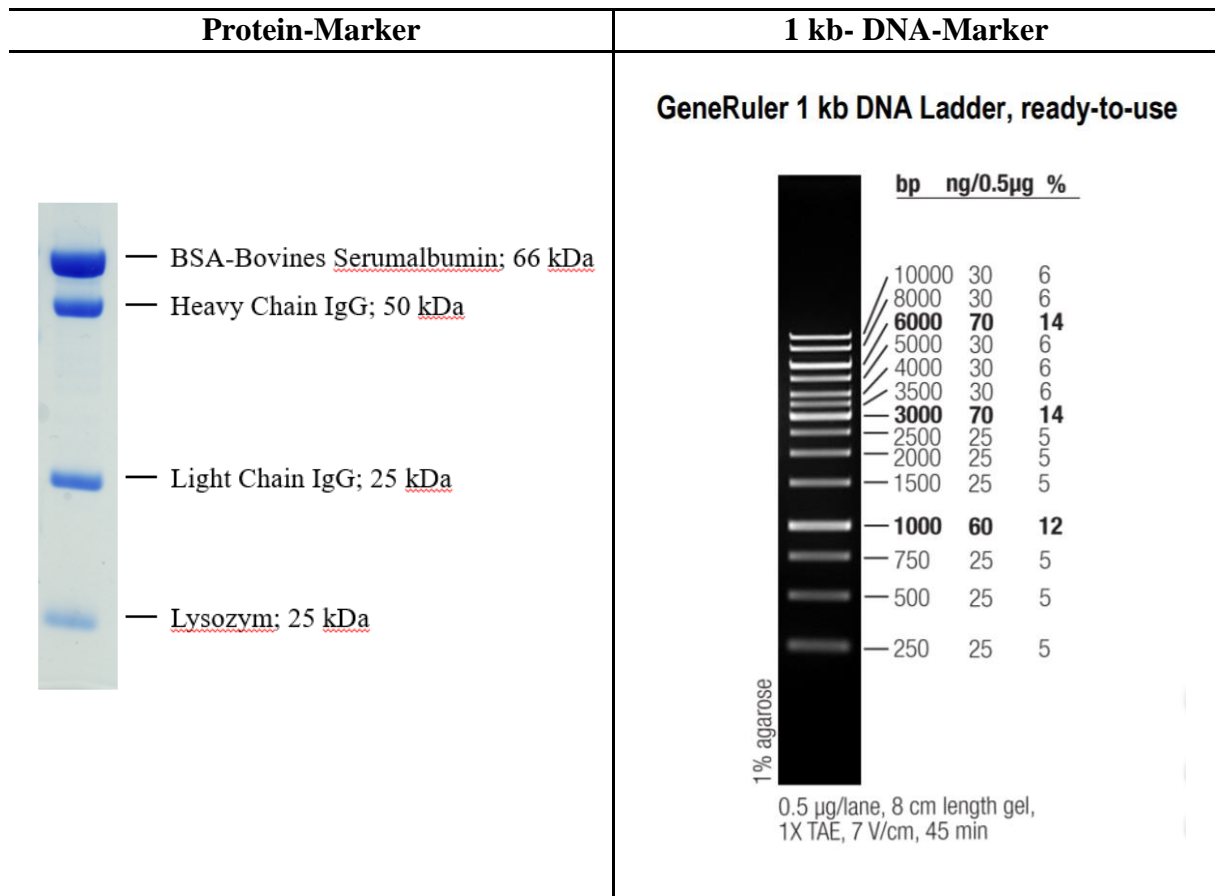 Protein-Marker
1 kb- DNA-Marker
BSA-Bovines Serumalbumin; 66 kDa
Heavy Chain IgG; 50 kDa
Light Chain IgG; 25 kDa
Lysozym; 25 kDa
GeneRuler 1 kb DNA Ladder, ready-to-use
bp ng/0.5µg %
10000 30 6
8000 30 6
6000 70 14
5000 30 6
4000 30 6
3500 30 6
3000 70 14
2500 25 5
2000 25 5
1500 25 5
1000 60 12
750 25 5
500 25 5
250 25 5
1% agarose
0.5 µg/lane, 8 cm length gel,
1X TAE, 7 V/cm, 45 min